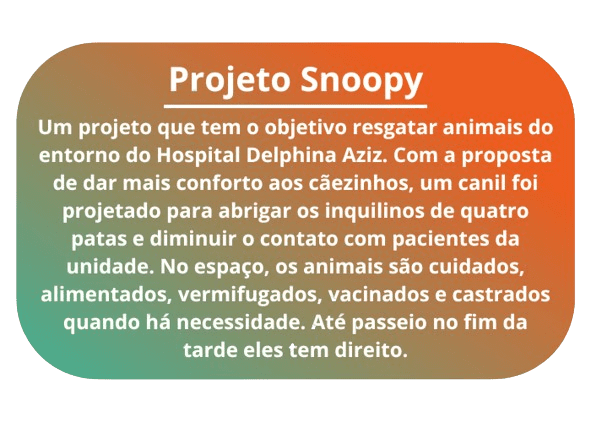 Projeto Snoopy
Um projeto que tem o objetivo resgatar animais do
entorno do Hospital Delphina Aziz. Com a proposta
de dar mais conforto aos cãezinhos, um canil foi
projetado para abrigar os inquilinos de quatro
patas e diminuir o contato com pacientes da
unidade. No espaço, os animais são cuidados,
alimentados, vermifugados, vacinados e castrados
quando há necessidade. Até passeio no fim da
tarde eles tem direito.